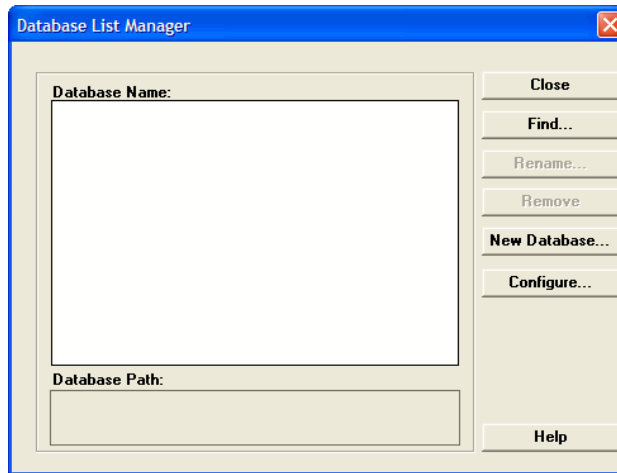 Database List Manager
Database Name:
Close
Find...
Rename...
Remove
New Database...
Configure...
Database Path:
Help